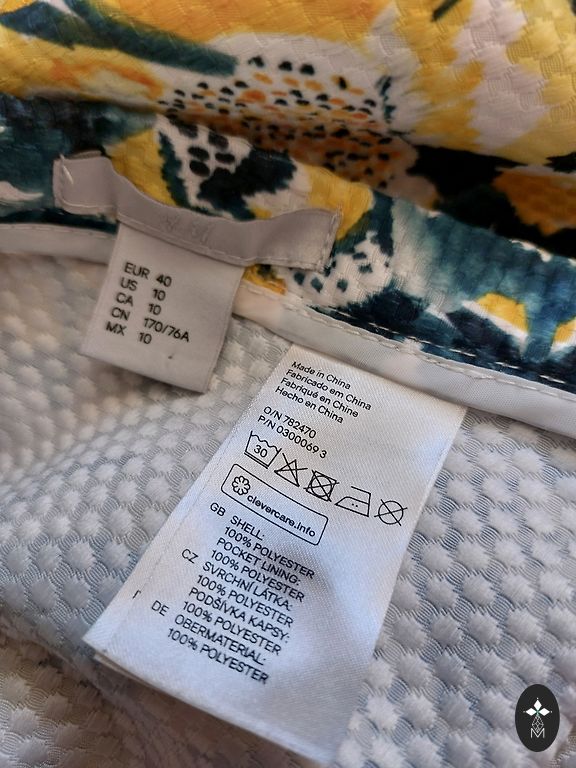 EUR 40
US 10
CA 10
CN 170/76A
MX 10
Made in China
Fabricado em China
Fabriqué en Chine
Hecho en China
O/N 782470
P/N 0300069 3
30
clevercare.info
GB SHELL:
100% POLYESTER
POCKET LINING:
100% POLYESTER
CZ SVRCHNÍ LÁTKA:
100% POLYESTER
PODŠÍVKA KAPSY:
100% POLYESTER
DE OBERMATERIAL:
100% POLYESTER
M